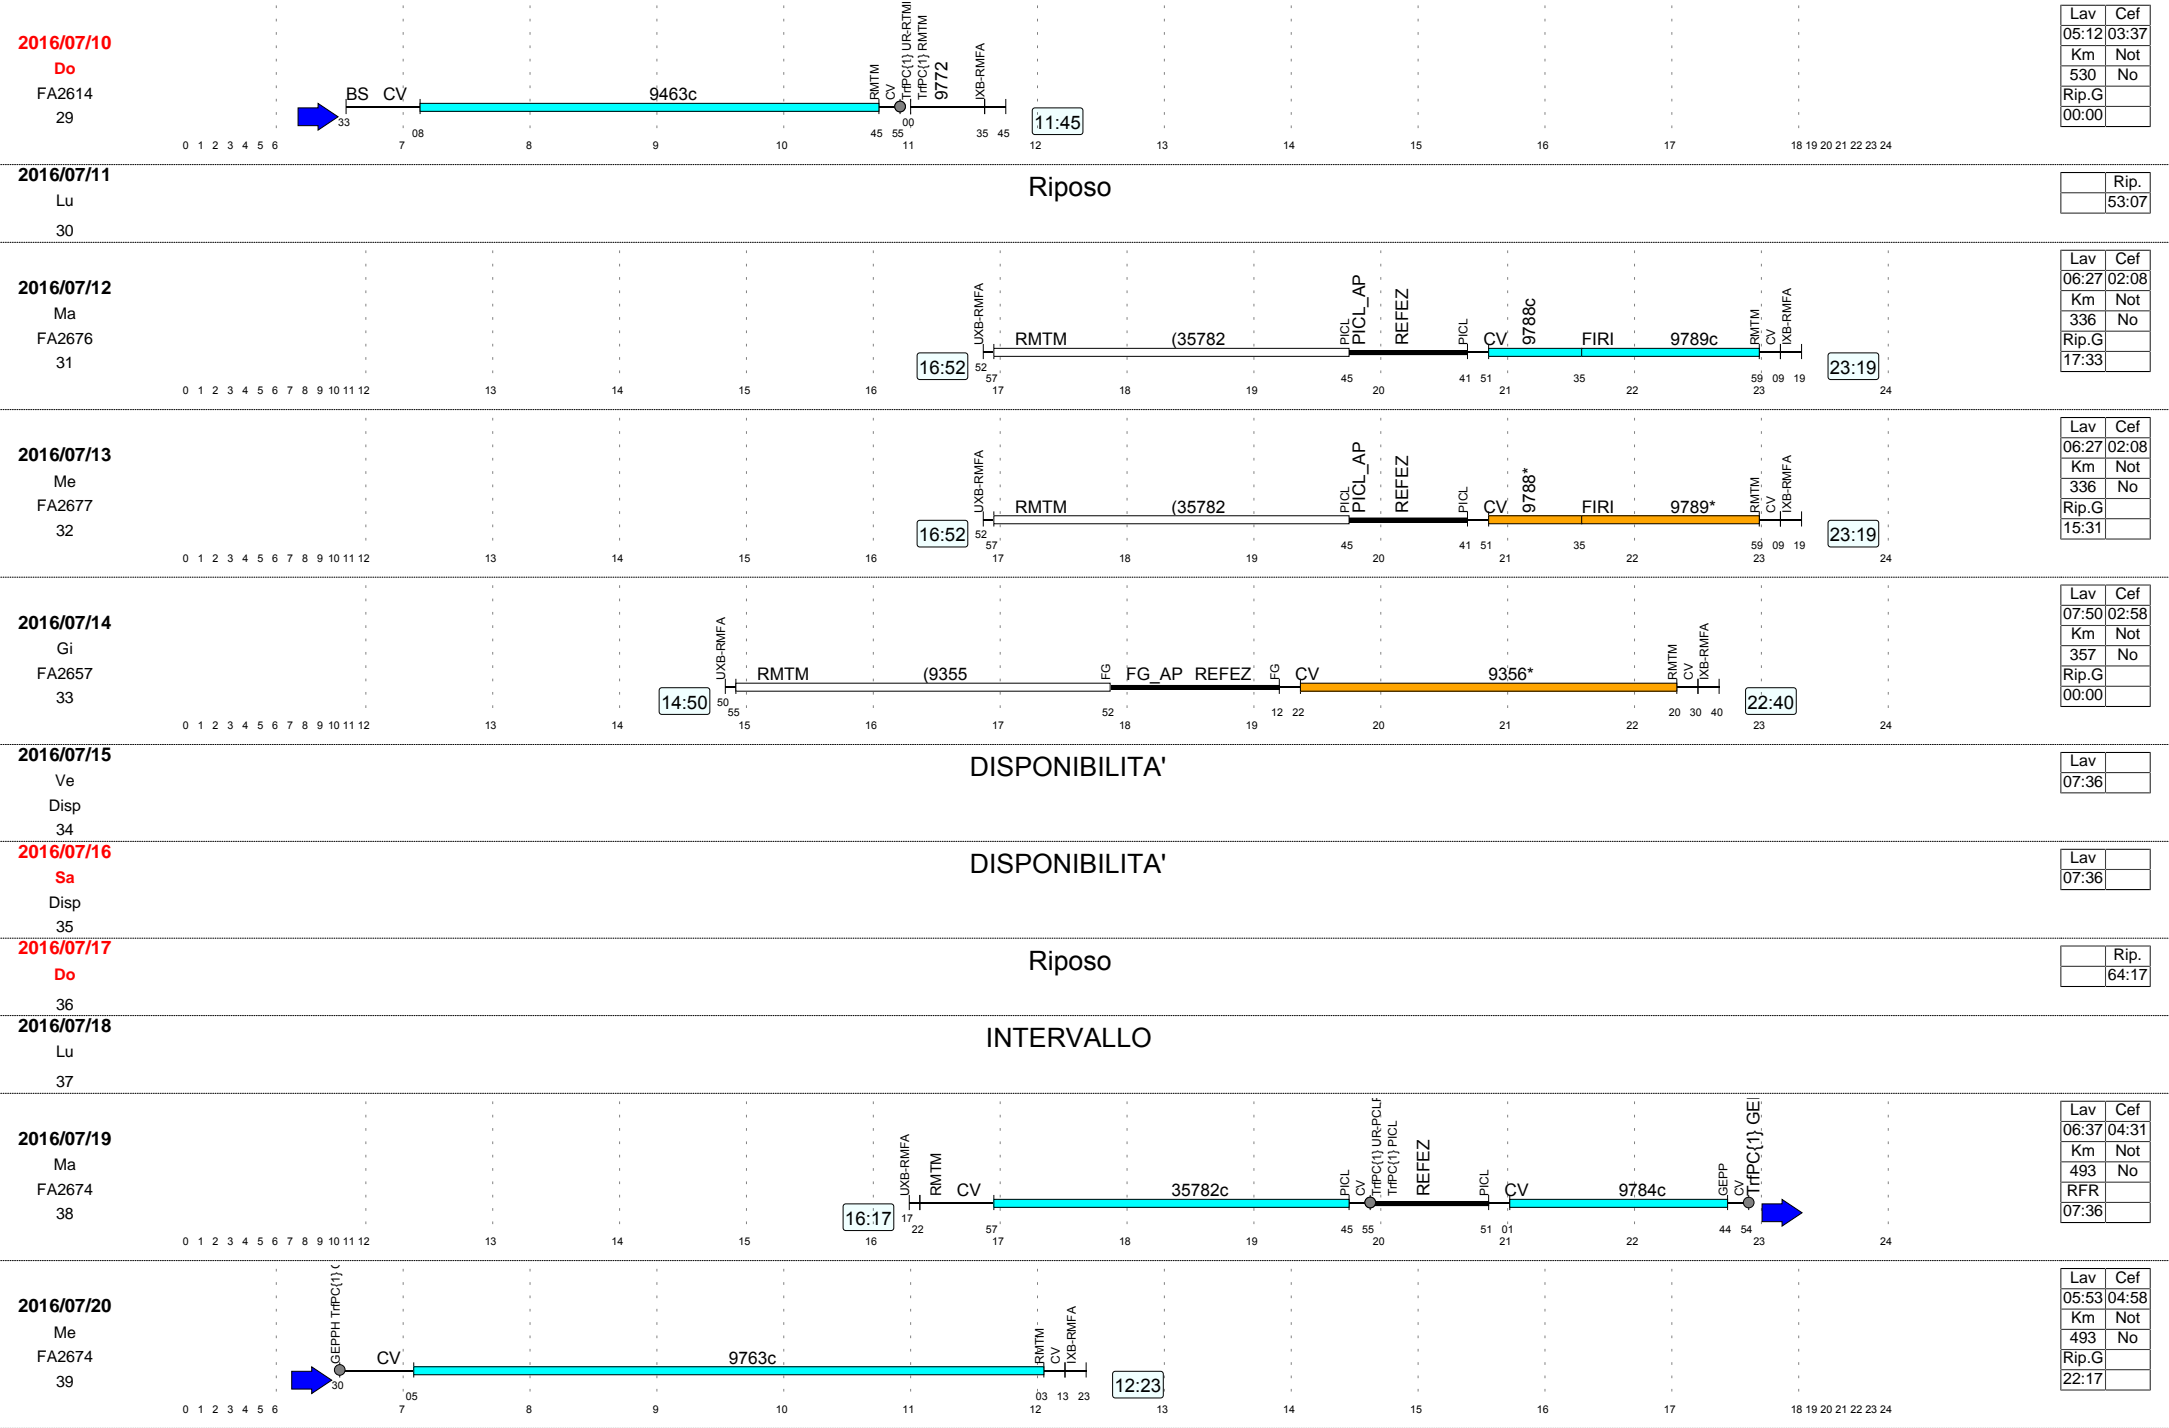 2016/07/10
Do
FA2614
29
BS CV 9463c RMTM CV TrfPC{1} UR-RTM TrfPC{1} RMTM 9772 IXB-RMFA
33 08 45 55 00 35 45 11:45
0 1 2 3 4 5 6 7 8 9 10 11 12 13 14 15 16 17 18 19 20 21 22 23 24
Lav Cef
05:12 03:37
Km Not
530 No
Rip.G
00:00
2016/07/11
Lu
30
Riposo
Rip.
53:07
2016/07/12
Ma
FA2676
31
UXB-RMFA RMTM (35782 PICL PICL_AP REFEZ PICL CV 9788c FIRI 9789c RMTM CV IXB-RMFA
16:52 52 57 45 41 51 35 59 09 19 23:19
0 1 2 3 4 5 6 7 8 9 10 11 12 13 14 15 16 17 18 19 20 21 22 23 24
Lav Cef
06:27 02:08
Km Not
336 No
Rip.G
17:33
2016/07/13
Me
FA2677
32
UXB-RMFA RMTM (35782 PICL PICL_AP REFEZ PICL CV 9788* FIRI 9789* RMTM CV IXB-RMFA
16:52 52 57 45 41 51 35 59 09 19 23:19
0 1 2 3 4 5 6 7 8 9 10 11 12 13 14 15 16 17 18 19 20 21 22 23 24
Lav Cef
06:27 02:08
Km Not
336 No
Rip.G
15:31
2016/07/14
Gi
FA2657
33
UXB-RMFA RMTM (9355 FG FG_AP REFEZ FG CV 9356* RMTM CV IXB-RMFA
14:50 50 55 52 12 22 20 30 40 22:40
0 1 2 3 4 5 6 7 8 9 10 11 12 13 14 15 16 17 18 19 20 21 22 23 24
Lav Cef
07:50 02:58
Km Not
357 No
Rip.G
00:00
2016/07/15
Ve
Disp
34
DISPONIBILITA'
Lav
07:36
2016/07/16
Sa
Disp
35
DISPONIBILITA'
Lav
07:36
2016/07/17
Do
36
Riposo
Rip.
64:17
2016/07/18
Lu
37
INTERVALLO
2016/07/19
Ma
FA2674
38
UXB-RMFA RMTM CV 35782c PICL CV TrfPC{1} UR-PCL TrfPC{1} PICL REFEZ PICL CV 9784c GEPP CV TrfPC{1} GE
16:17 17 22 57 45 55 51 01 44 54
0 1 2 3 4 5 6 7 8 9 10 11 12 13 14 15 16 17 18 19 20 21 22 23 24
Lav Cef
06:37 04:31
Km Not
493 No
RFR
07:36
2016/07/20
Me
FA2674
39
GEPPH TrfPC{1} CV 9763c RMTM CV IXB-RMFA
30 05 03 13 23 12:23
0 1 2 3 4 5 6 7 8 9 10 11 12 13 14 15 16 17 18 19 20 21 22 23 24
Lav Cef
05:53 04:58
Km Not
493 No
Rip.G
22:17